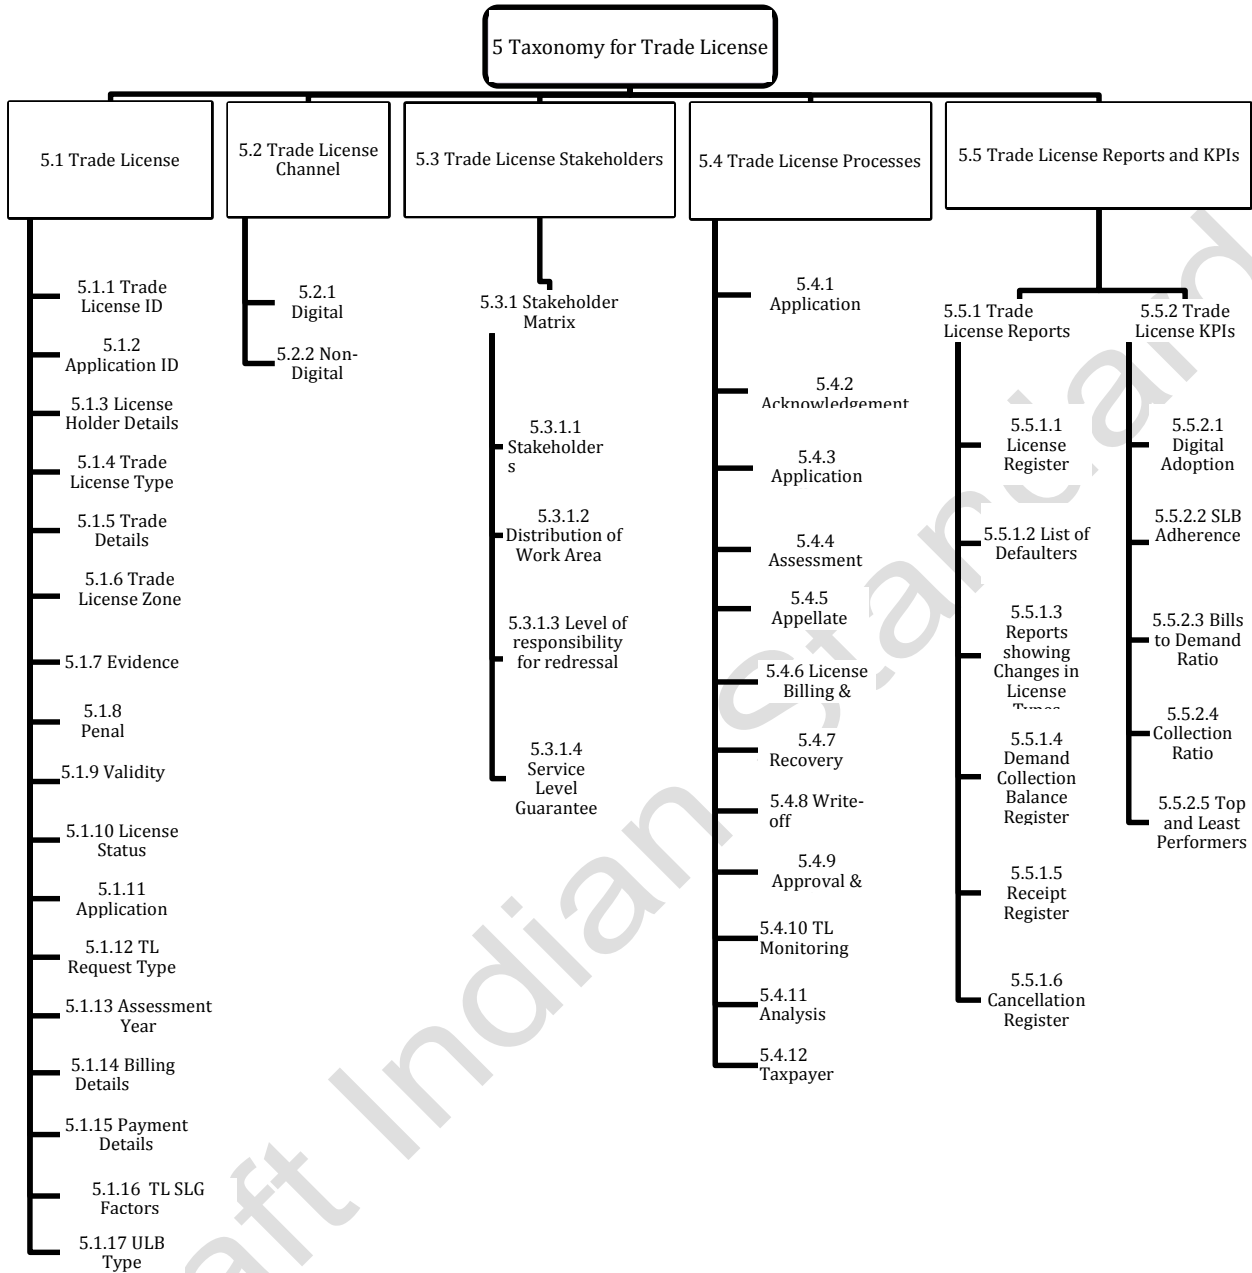 5 Taxonomy for Trade License
5.1 Trade License
5.1.1 Trade
License ID
5.1.2
Application ID
5.1.3 License
Holder Details
5.1.4 Trade
License Type
5.1.5 Trade
Details
5.1.6 Trade
License Zone
5.1.7 Evidence
5.1.8
Penal
5.1.9 Validity
5.1.10 License
Status
5.1.11
Application
5.1.12 TL
Request Type
5.1.13 Assessment
Year
5.1.14 Billing
Details
5.1.15 Payment
Details
5.1.16 TL SLG
Factors
5.1.17 ULB
Type
5.2 Trade License
Channel
5.2.1
Digital
5.2.2 Non-
Digital
5.3 Trade License Stakeholders
5.3.1 Stakeholder
Matrix
5.3.1.1
Stakeholder
s
5.3.1.2
Distribution of
Work Area
5.3.1.3 Level of
responsibility
for redressal
5.3.1.4
Service
Level
Guarantee
5.4 Trade License Processes
5.4.1
Application
5.4.2
Acknowledgement
5.4.3
Application
5.4.4
Assessment
5.4.5
Appellate
5.4.6 License
Billing &
5.4.7
Recovery
5.4.8 Write-
off
5.4.9
Approval &
5.4.10 TL
Monitoring
5.4.11
Analysis
5.4.12
Taxpayer
5.5 Trade License Reports and KPIs
5.5.1 Trade
License Reports
5.5.1.1
License
Register
5.5.1.2 List of
Defaulters
5.5.1.3
Reports
showing
Changes in
License
Types
5.5.1.4
Demand
Collection
Balance
Register
5.5.1.5
Receipt
Register
5.5.1.6
Cancellation
Register
5.5.2 Trade
License KPIs
5.5.2.1
Digital
Adoption
5.5.2.2 SLB
Adherence
5.5.2.3 Bills
to Demand
Ratio
5.5.2.4
Collection
Ratio
5.5.2.5 Top
and Least
Performers
aft Indian Standard